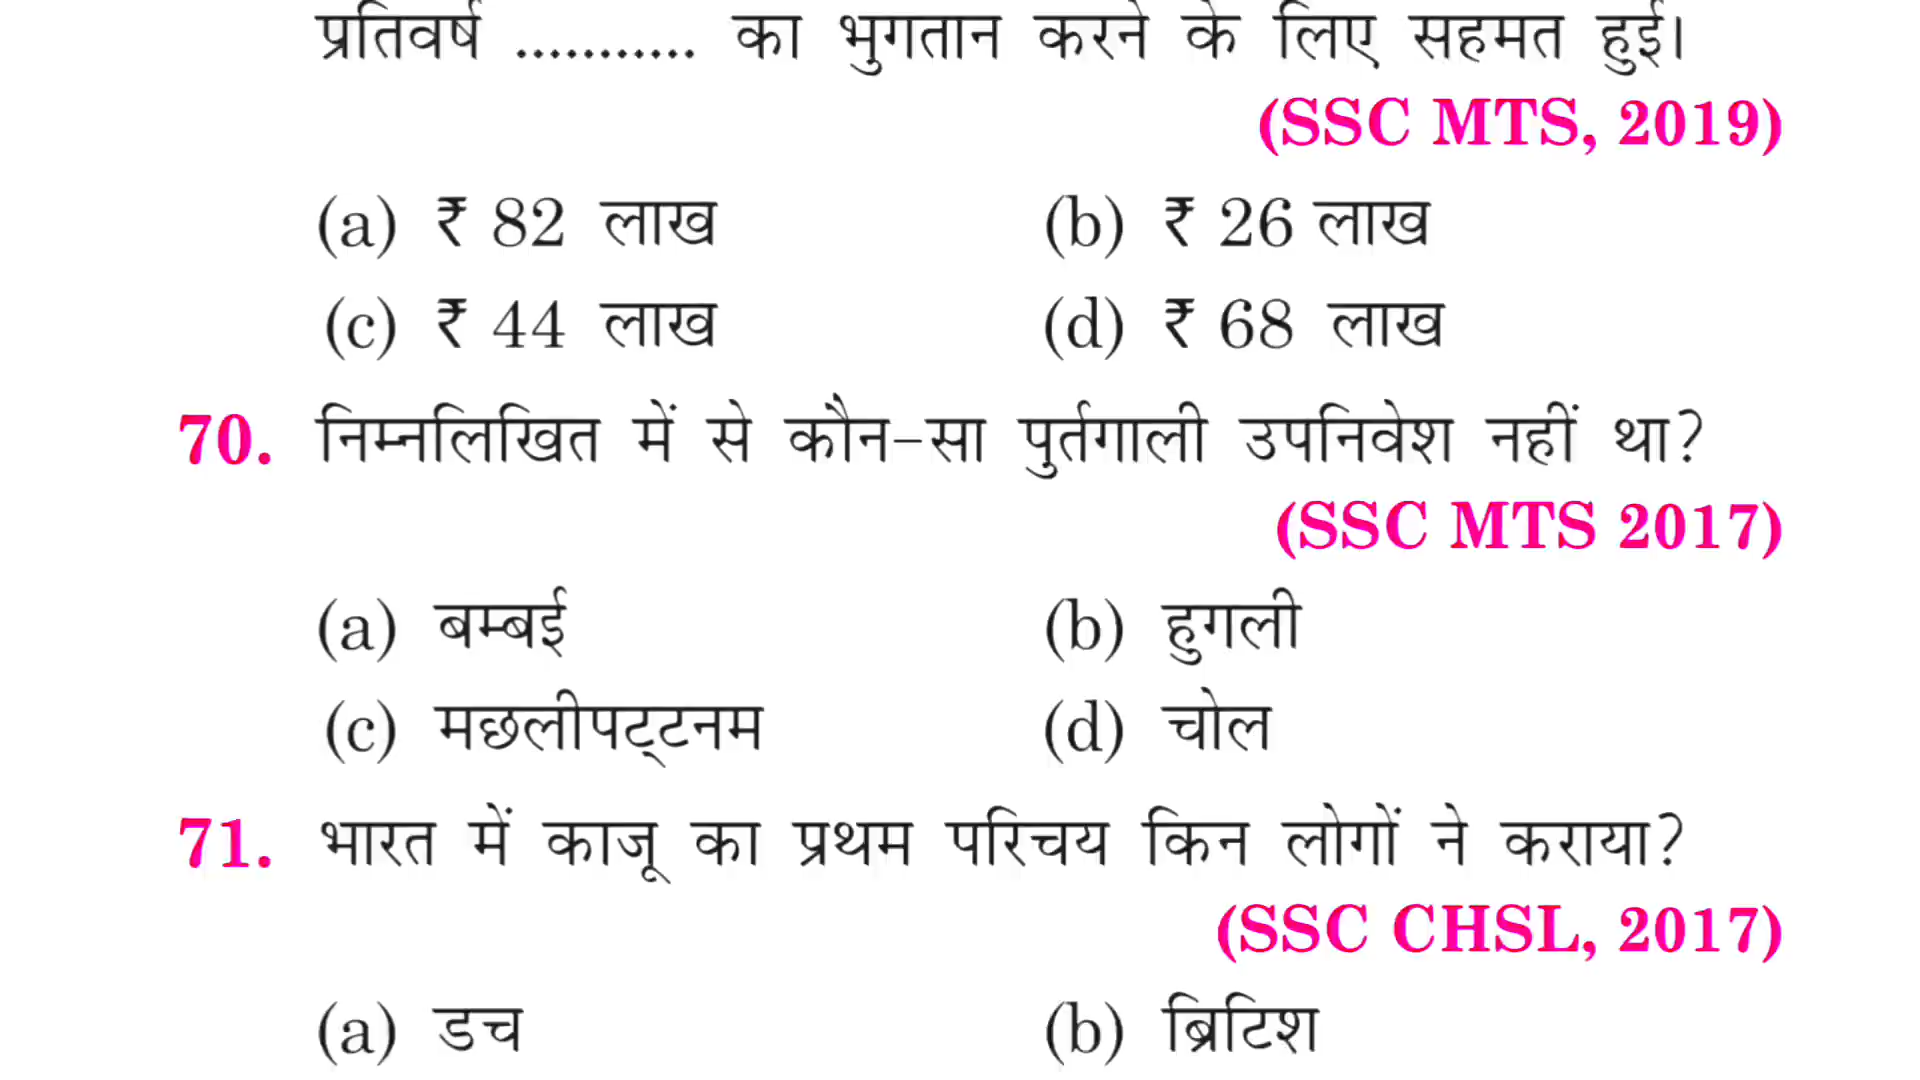 प्रतिवर्ष ........... का भुगतान करने के लिए सहमत हुई।
(SSC MTS, 2019)
(a) ₹ 82 लाख (b) ₹ 26 लाख
(c) ₹ 44 लाख (d) ₹ 68 लाख
70. निम्नलिखित में से कौन-सा पुर्तगाली उपनिवेश नहीं था?
(SSC MTS 2017)
(a) बम्बई (b) हुगली
(c) मछलीपट्टनम (d) चोल
71. भारत में काजू का प्रथम परिचय किन लोगों ने कराया?
(SSC CHSL, 2017)
(a) डच (b) ब्रिटिश